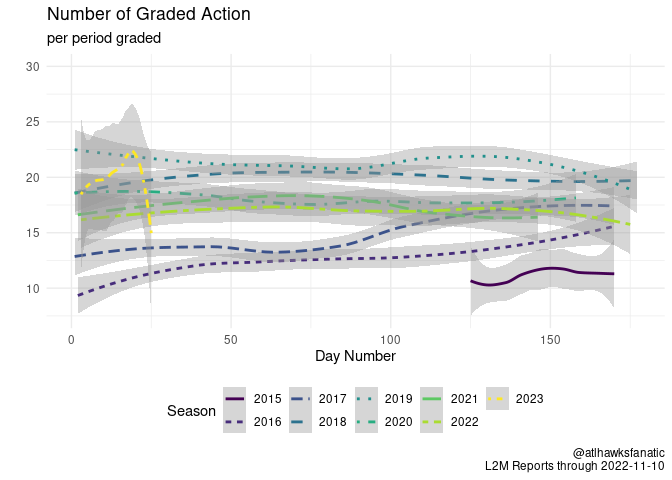 Number of Graded Action
per period graded
30
25
20
15
10
0 50 100 150
Day Number
Season
2015 2017 2019 2021 2023
2016 2018 2020 2022
@atlhawksfanatic
L2M Reports through 2022-11-10